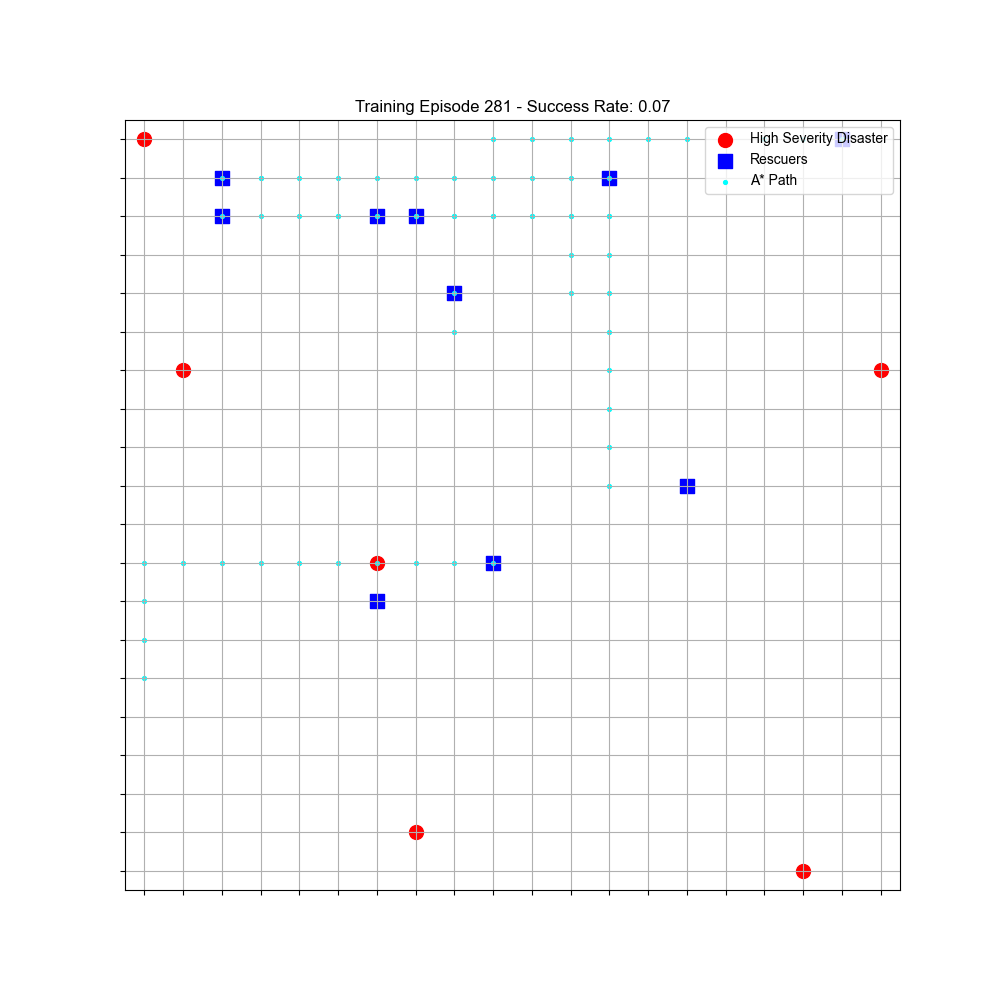 Training Episode 281 - Success Rate: 0.07
High Severity Disaster
Rescuers
A* Path